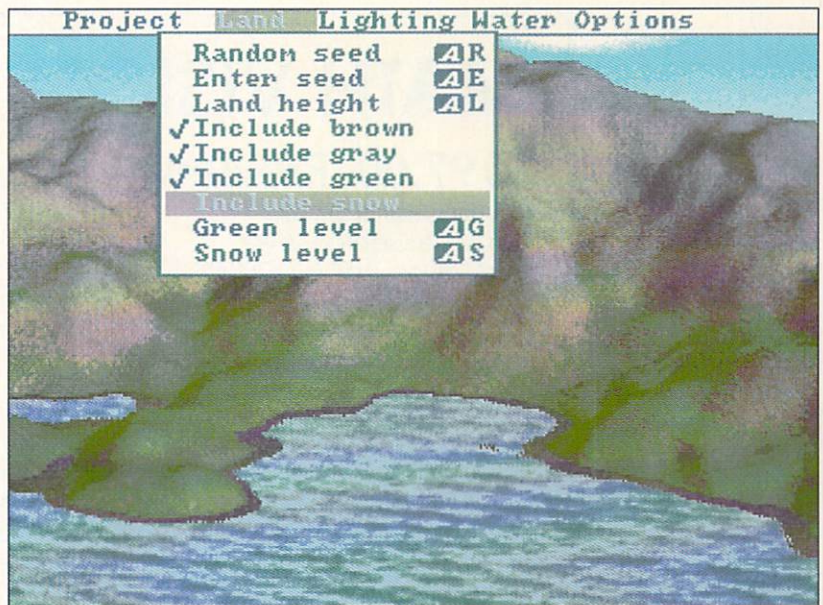 Project Land Lighting Water Options
Random seed A R
Enter seed A E
Land height A L
✓Include brown
✓Include gray
✓Include green
Include snow
Green level A G
Snow level A S